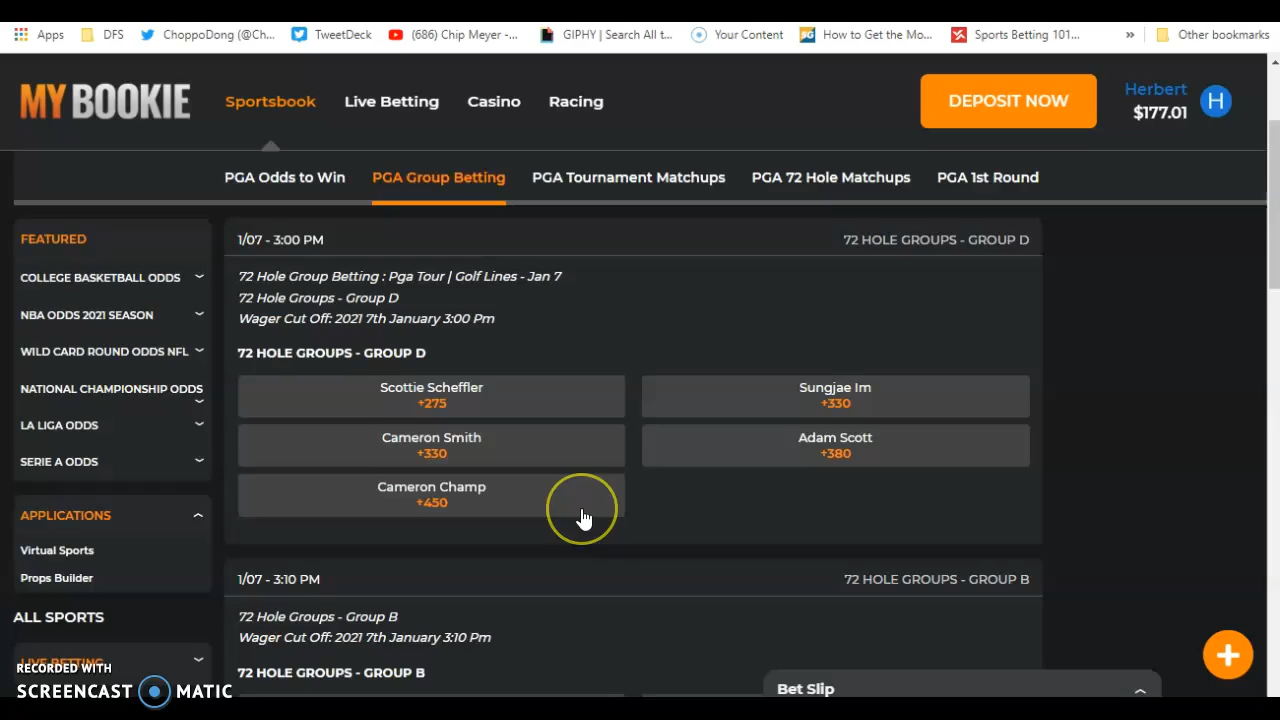 Apps DFS ChoppoDong (@Ch... TweetDeck (686) Chip Meyer -... GIPHY | Search All t... Your Content How to Get the Mo... Sports Betting 101... » Other bookmarks
MY BOOKIE Sportsbook Live Betting Casino Racing DEPOSIT NOW Herbert H
$177.01
PGA Odds to Win PGA Group Betting PGA Tournament Matchups PGA 72 Hole Matchups PGA 1st Round
FEATURED
COLLEGE BASKETBALL ODDS
NBA ODDS 2021 SEASON
WILD CARD ROUND ODDS NFL
NATIONAL CHAMPIONSHIP ODDS
LA LIGA ODDS
SERIE A ODDS
APPLICATIONS
Virtual Sports
Props Builder
ALL SPORTS
LIVE BETTING
1/07 - 3:00 PM 72 HOLE GROUPS - GROUP D
72 Hole Group Betting : Pga Tour | Golf Lines - Jan 7
72 Hole Groups - Group D
Wager Cut Off: 2021 7th January 3:00 Pm
72 HOLE GROUPS - GROUP D
Scottie Scheffler
+275
Sungjae Im
+330
Cameron Smith
+330
Adam Scott
+380
Cameron Champ
+450
1/07 - 3:10 PM 72 HOLE GROUPS - GROUP B
72 Hole Groups - Group B
Wager Cut Off: 2021 7th January 3:10 Pm
72 HOLE GROUPS - GROUP B
Bet Slip
RECORDED WITH
SCREENCAST MATIC